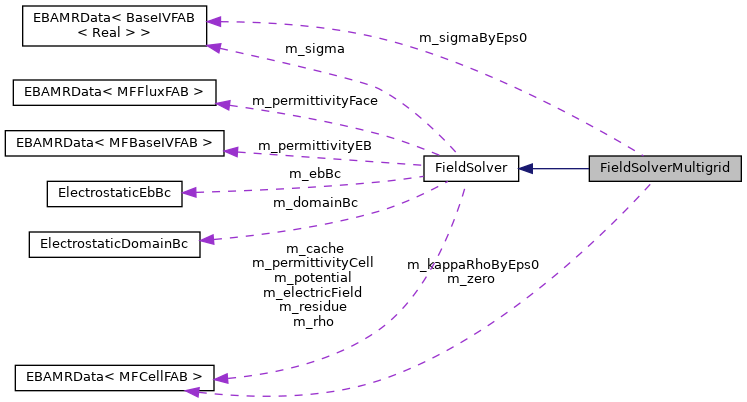 EBAMRData< BaseIVFAB
< Real > >
m_sigmaByEps0
m_sigma
EBAMRData< MFFluxFAB >
m_permittivityFace
EBAMRData< MFBaseIVFAB >
m_permittivityEB
FieldSolver
FieldSolverMultigrid
m_ebBc
ElectrostaticEbBc
m_domainBc
ElectrostaticDomainBc
m_cache
m_permittivityCell
m_potential
m_electricField
m_residue
m_rho
m_kappaRhoByEps0
m_zero
EBAMRData< MFCellFAB >